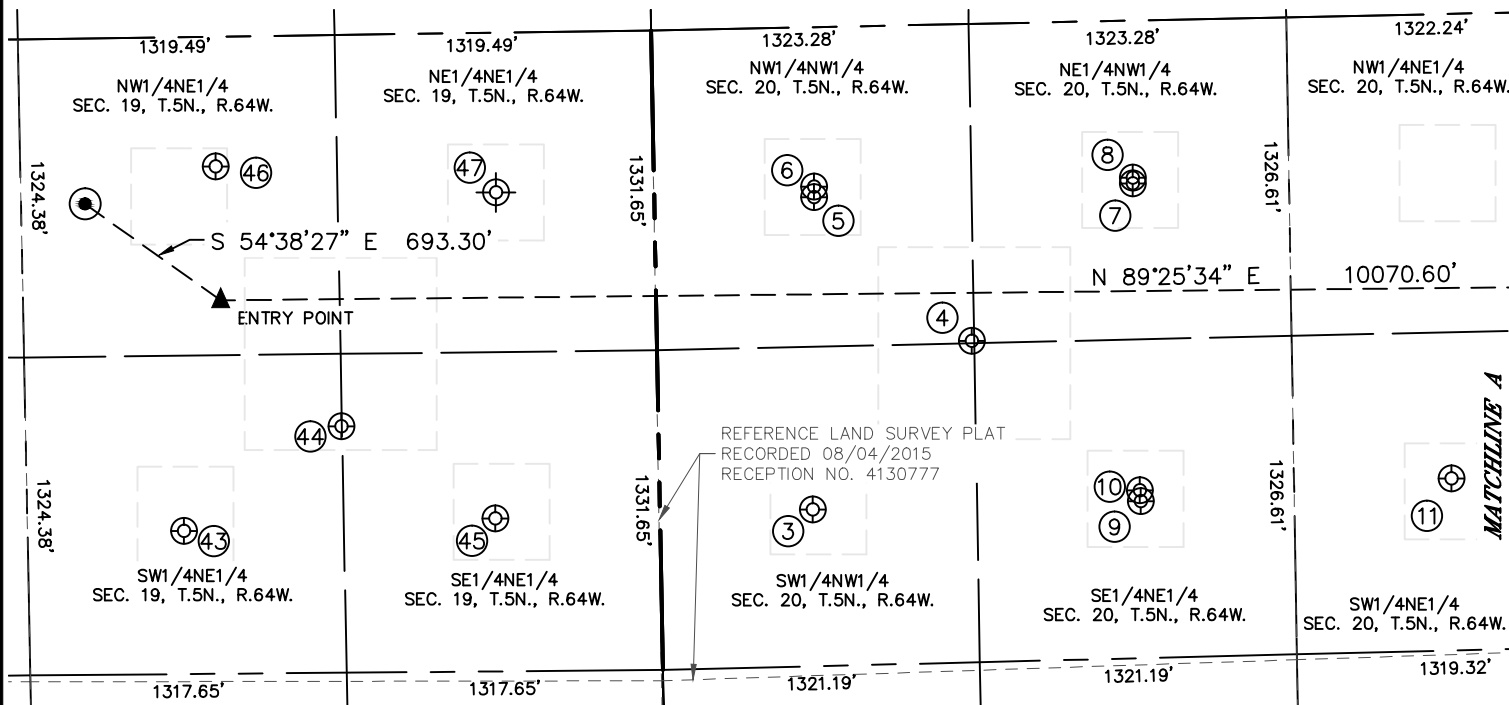 1319.49'
1319.49'
1323.28'
1323.28'
1322.24'
NW1/4NE1/4
SEC. 19, T.5N., R.64W.
NE1/4NE1/4
SEC. 19, T.5N., R.64W.
NW1/4NW1/4
SEC. 20, T.5N., R.64W.
NE1/4NW1/4
SEC. 20, T.5N., R.64W.
NW1/4NE1/4
SEC. 20, T.5N., R.64W.
1324.38'
46
47
1331.65'
6
5
8
7
1326.61'
S 54°38'27" E 693.30'
ENTRY POINT
N 89°25'34" E 10070.60'
4
44
REFERENCE LAND SURVEY PLAT
RECORDED 08/04/2015
RECEPTION NO. 4130777
MATCHLINE A
1324.38'
43
45
1331.65'
3
10
9
1326.61'
11
SW1/4NE1/4
SEC. 19, T.5N., R.64W.
SE1/4NE1/4
SEC. 19, T.5N., R.64W.
SW1/4NW1/4
SEC. 20, T.5N., R.64W.
SE1/4NE1/4
SEC. 20, T.5N., R.64W.
SW1/4NE1/4
SEC. 20, T.5N., R.64W.
1317.65'
1317.65'
1321.19'
1321.19'
1319.32'